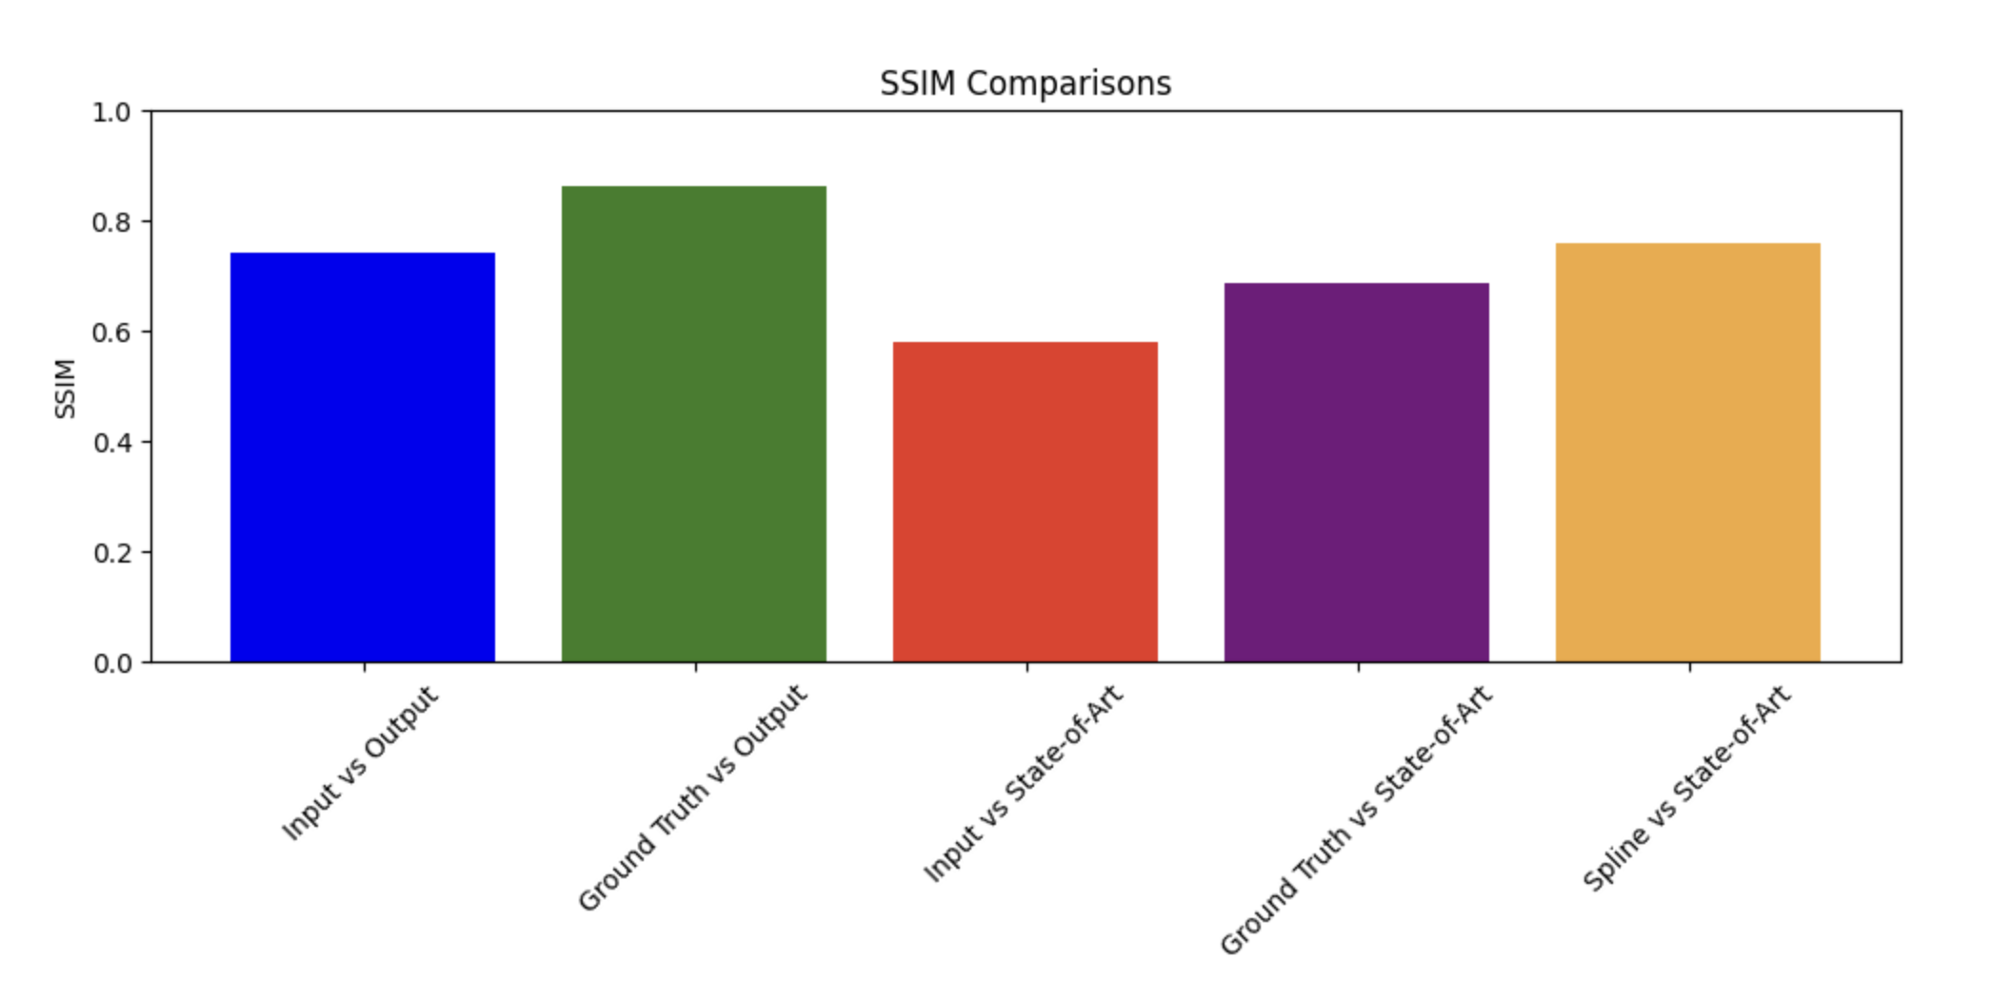 SSIM Comparisons
1.0
0.8
0.6
0.4
0.2
0.0
SSIM
Input vs Output
Ground Truth vs Output
Input vs State-of-Art
Ground Truth vs State-of-Art
Spline vs State-of-Art